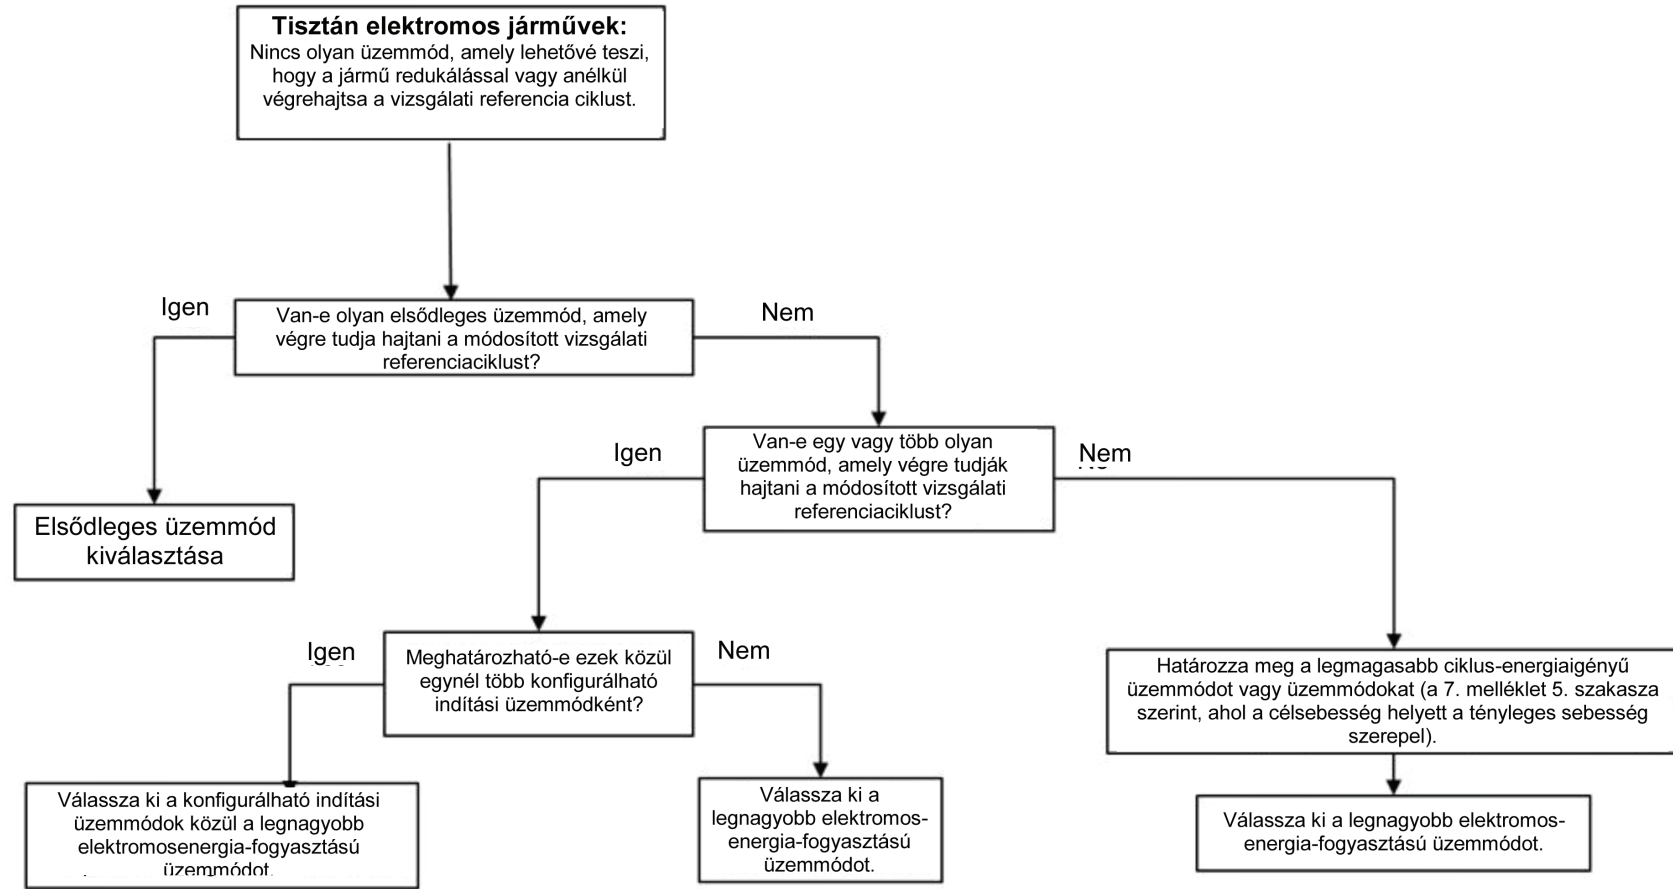 Tisztán elektromos járművek:
Nincs olyan üzemmód, amely lehetővé teszi,
hogy a jármű redukálással vagy anélkül
végrehajtsa a vizsgálati referencia ciklust.
Igen
Van-e olyan elsődleges üzemmód, amely
végre tudja hajtani a módosított vizsgálati
referenciaciklust?
Nem
Igen
Van-e egy vagy több olyan
üzemmód, amely végre tudják
hajtani a módosított vizsgálati
referenciaciklust?
Nem
Elsődleges üzemmód
kiválasztása
Igen
Meghatározható-e ezek közül
egynél több konfigurálható
indítási üzemmódként?
Nem
Határozza meg a legmagasabb ciklus-energiaigényű
üzemmódot vagy üzemmódokat (a 7. melléklet 5. szakasza
szerint, ahol a célsebesség helyett a tényleges sebesség
szerepel).
Válassza ki a konfigurálható indítási
üzemmódok közül a legnagyobb
elektromosenergia-fogyasztású
üzemmódot.
Válassza ki a
legnagyobb elektromos-
energia-fogyasztású
üzemmódot.
Válassza ki a legnagyobb elektromos-
energia-fogyasztású üzemmódot.